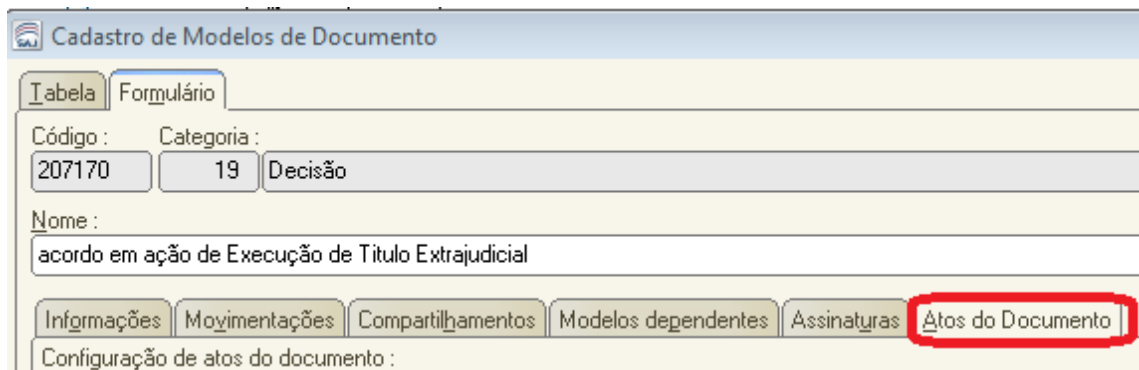 Cadastro de Modelos de Documento
Tabela Formulário
Código : Categoria :
207170 19 Decisão
Nome :
acordo em ação de Execução de Titulo Extrajudicial
Informações Movimentações Compartilhamentos Modelos dependentes Assinaturas Atos do Documento
Configuração de atos do documento :